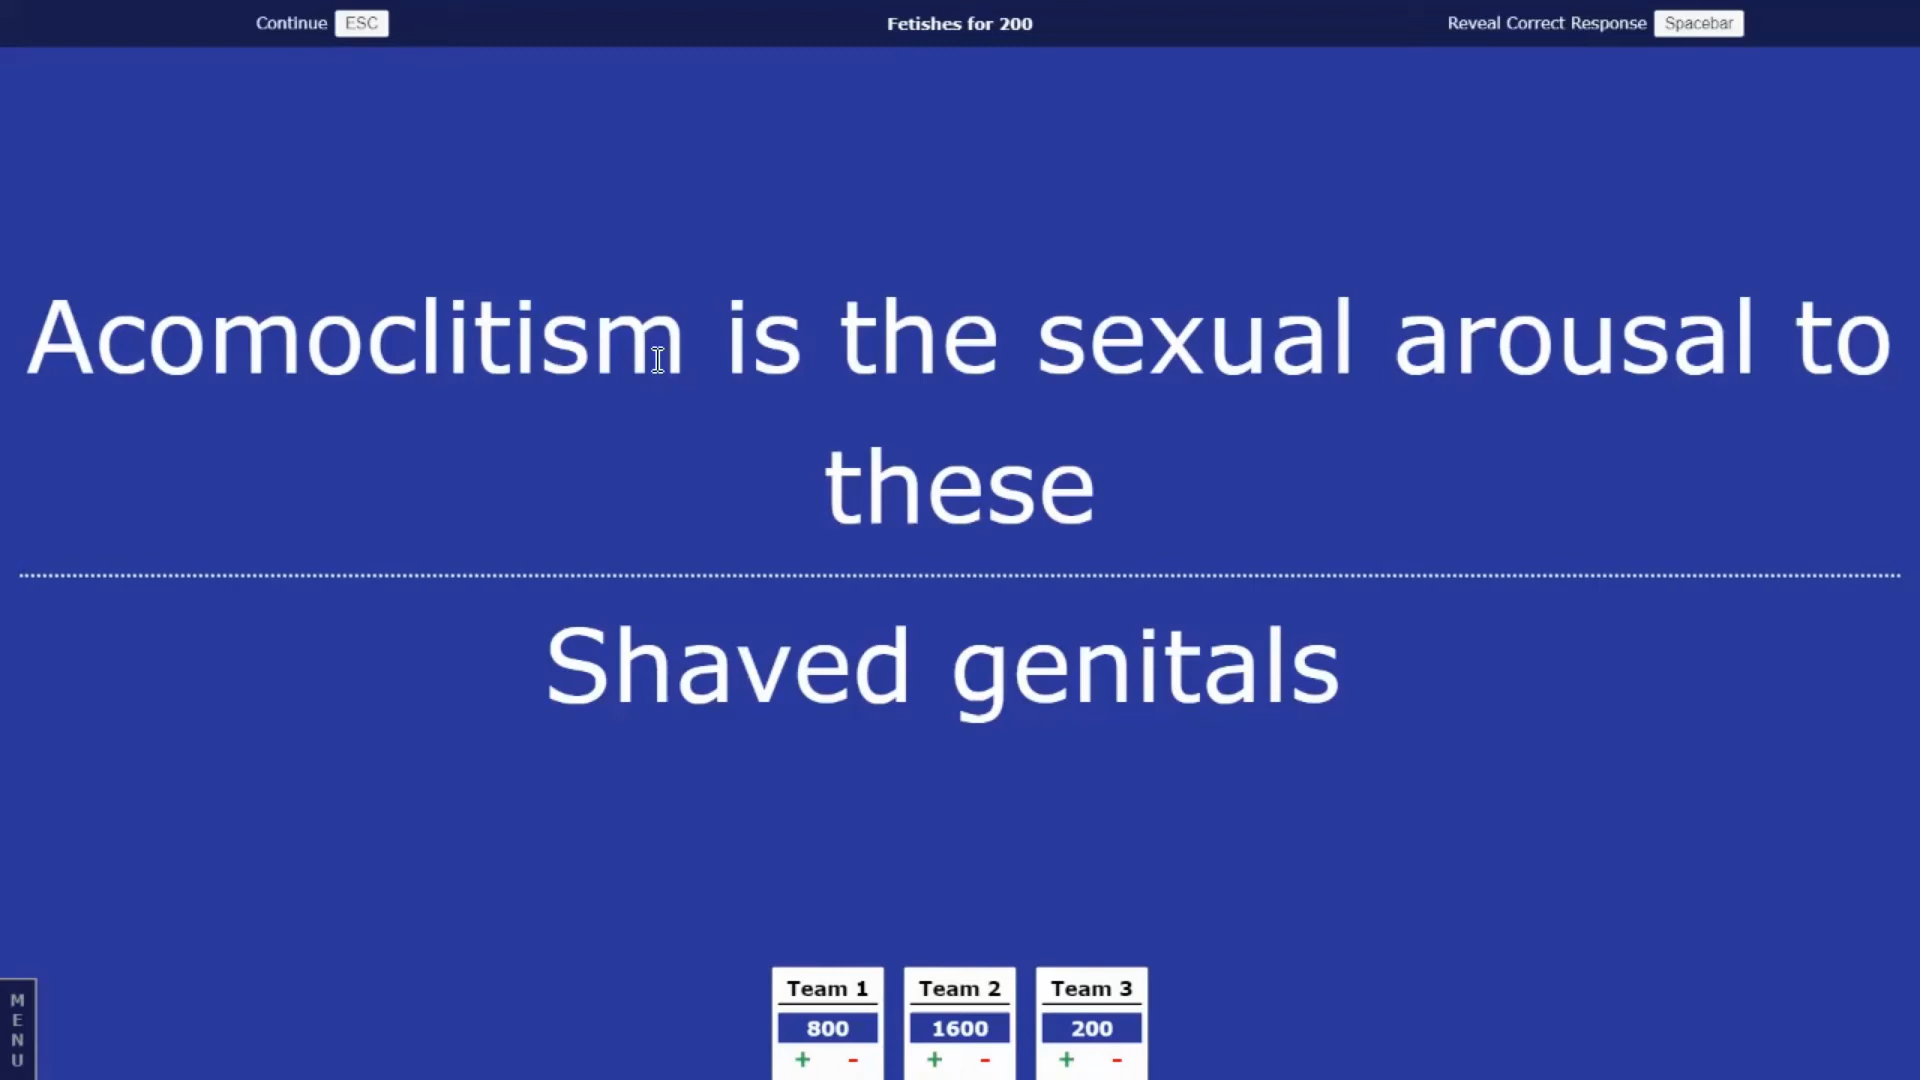 Continue ESC Fetishes for 200 Reveal Correct Response Spacebar
Acomoclitism is the sexual arousal to
these
Shaved genitals
MENU
Team 1 Team 2 Team 3
800 1600 200
+ - + - + -